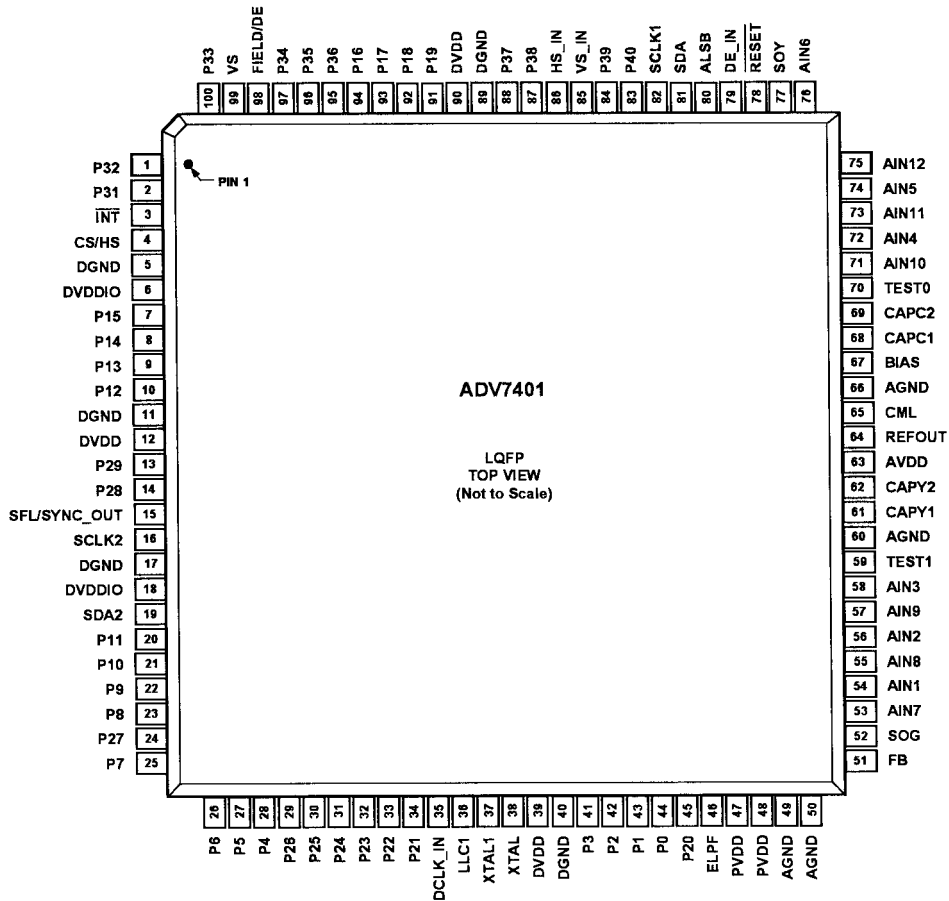 P33
VS
FIELD/DE
P34
P35
P36
P16
P17
P18
P19
DVDD
DGND
P37
P38
HS_IN
VS_IN
P39
P40
SCLK1
SDA
ALSB
DE_IN
RESET
SOY
AIN6
100 99 98 97 96 95 94 93 92 91 90 89 88 87 86 85 84 83 82 81 80 79 78 77 76
PIN 1
P32 1
P31 2
INT 3
CS/HS 4
DGND 5
DVDDIO 6
P15 7
P14 8
P13 9
P12 10
DGND 11
DVDD 12
P29 13
P28 14
SFL/SYNC_OUT 15
SCLK2 16
DGND 17
DVDDIO 18
SDA2 19
P11 20
P10 21
P9 22
P8 23
P27 24
P7 25
ADV7401
LQFP
TOP VIEW
(Not to Scale)
75 AIN12
74 AIN5
73 AIN11
72 AIN4
71 AIN10
70 TEST0
69 CAPC2
68 CAPC1
67 BIAS
66 AGND
65 CML
64 REFOUT
63 AVDD
62 CAPY2
61 CAPY1
60 AGND
59 TEST1
58 AIN3
57 AIN9
56 AIN2
55 AIN8
54 AIN1
53 AIN7
52 SOG
51 FB
26 27 28 29 30 31 32 33 34 35 36 37 38 39 40 41 42 43 44 45 46 47 48 49 50
P6
P5
P4
P26
P25
P24
P23
P22
P21
DCLK_IN
LLC1
XTAL1
XTAL
DVDD
DGND
P3
P2
P1
P0
P20
ELPF
PVDD
PVDD
AGND
AGND